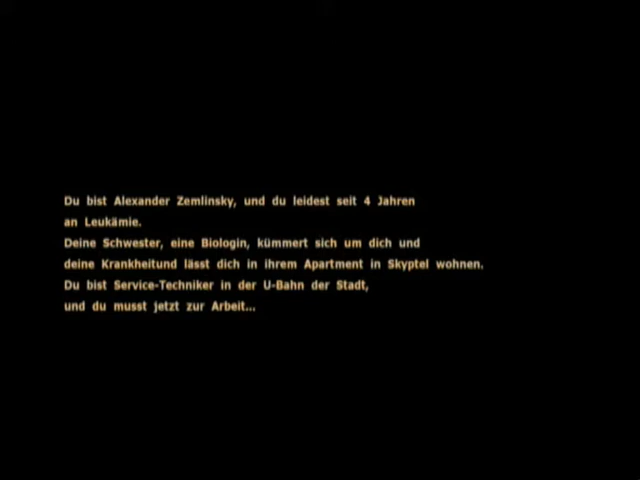 Du bist Alexander Zemlinsky, und du leidest seit 4 Jahren
an Leukämie.
Deine Schwester, eine Biologin, kümmert sich um dich und
deine Krankheitund lässt dich in ihrem Apartment in Skyptel wohnen.
Du bist Service-Techniker in der U-Bahn der Stadt,
und du musst jetzt zur Arbeit...